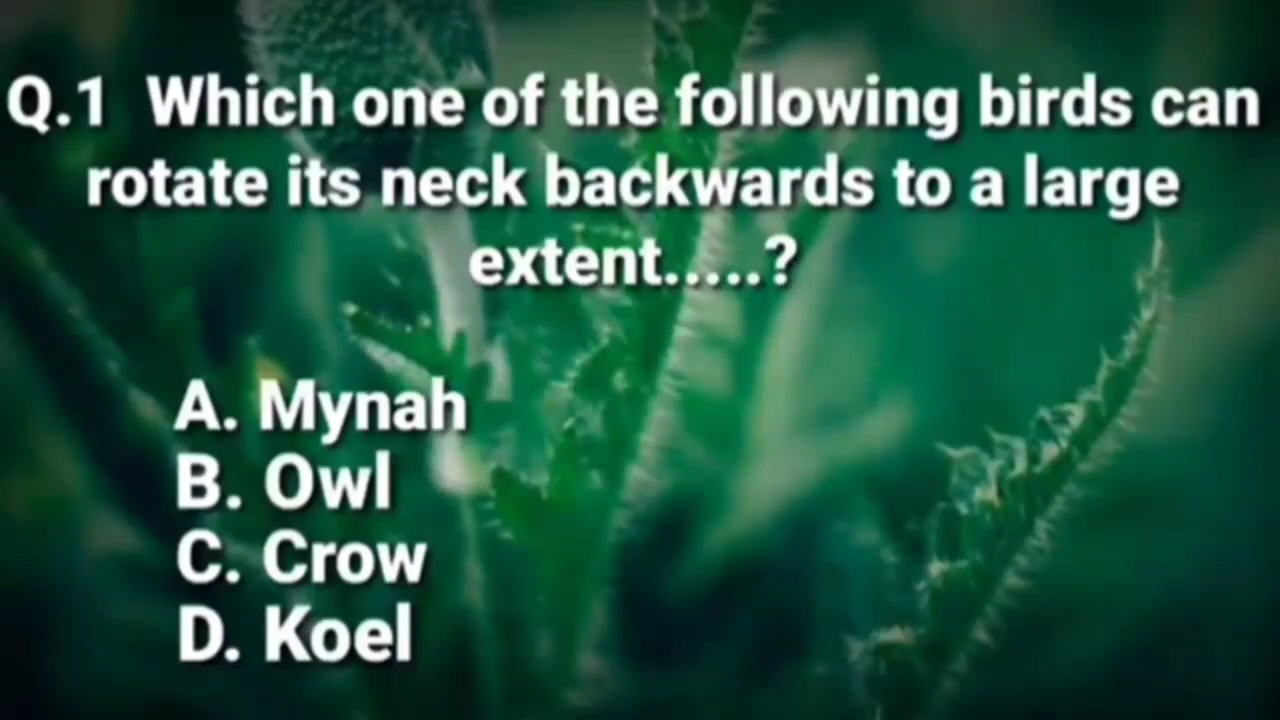 Q.1 Which one of the following birds can
rotate its neck backwards to a large
extent.....?
A. Mynah
B. Owl
C. Crow
D. Koel